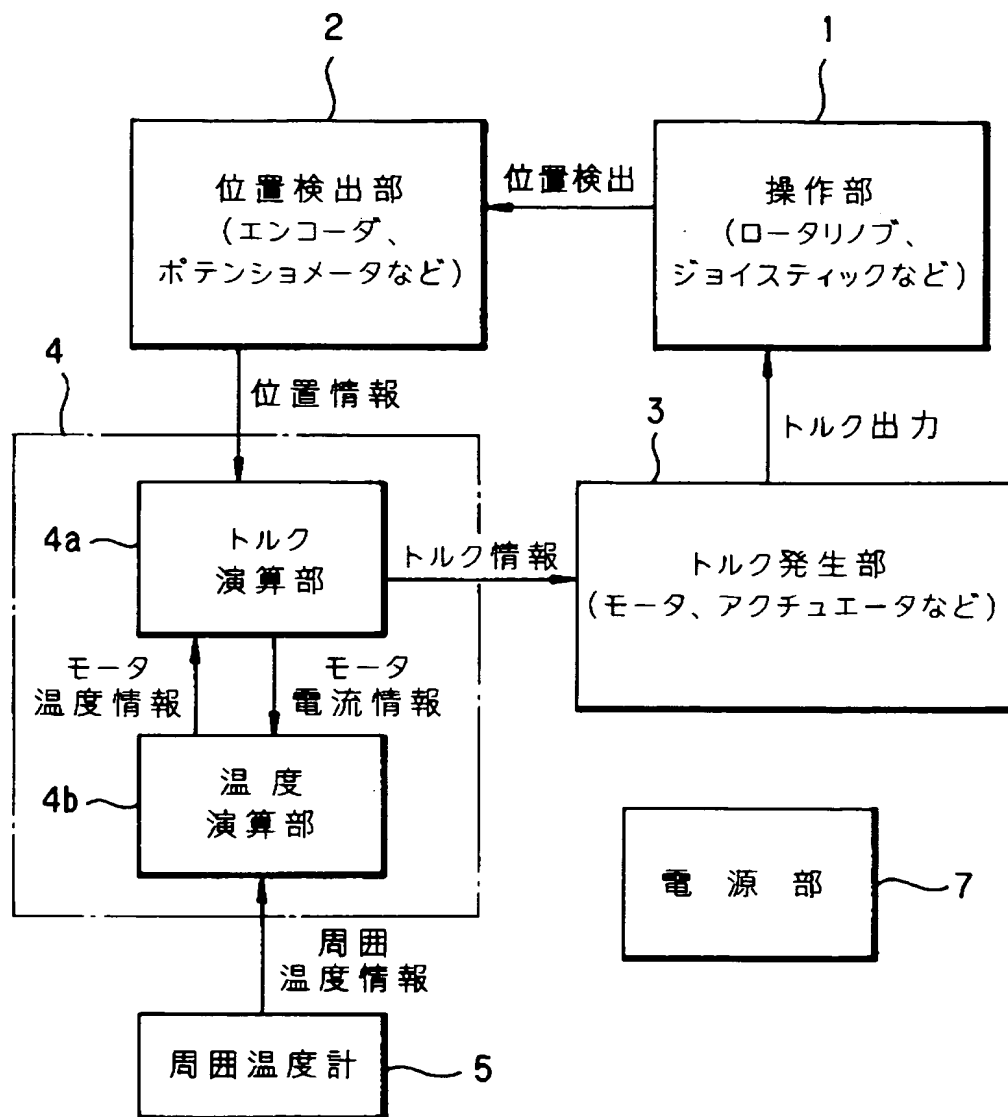 2
1
位置検出部
(エンコーダ、
ポテンショメータなど)
位置検出
操作部
(ロータリノブ、
ジョイスティックなど)
4
位置情報
3
トルク出力
4a
トルク
演算部
トルク情報
トルク発生部
(モータ、アクチュエータなど)
モータ
温度情報
モータ
電流情報
4b
温度
演算部
電源部
7
周囲
温度情報
周囲温度計
5